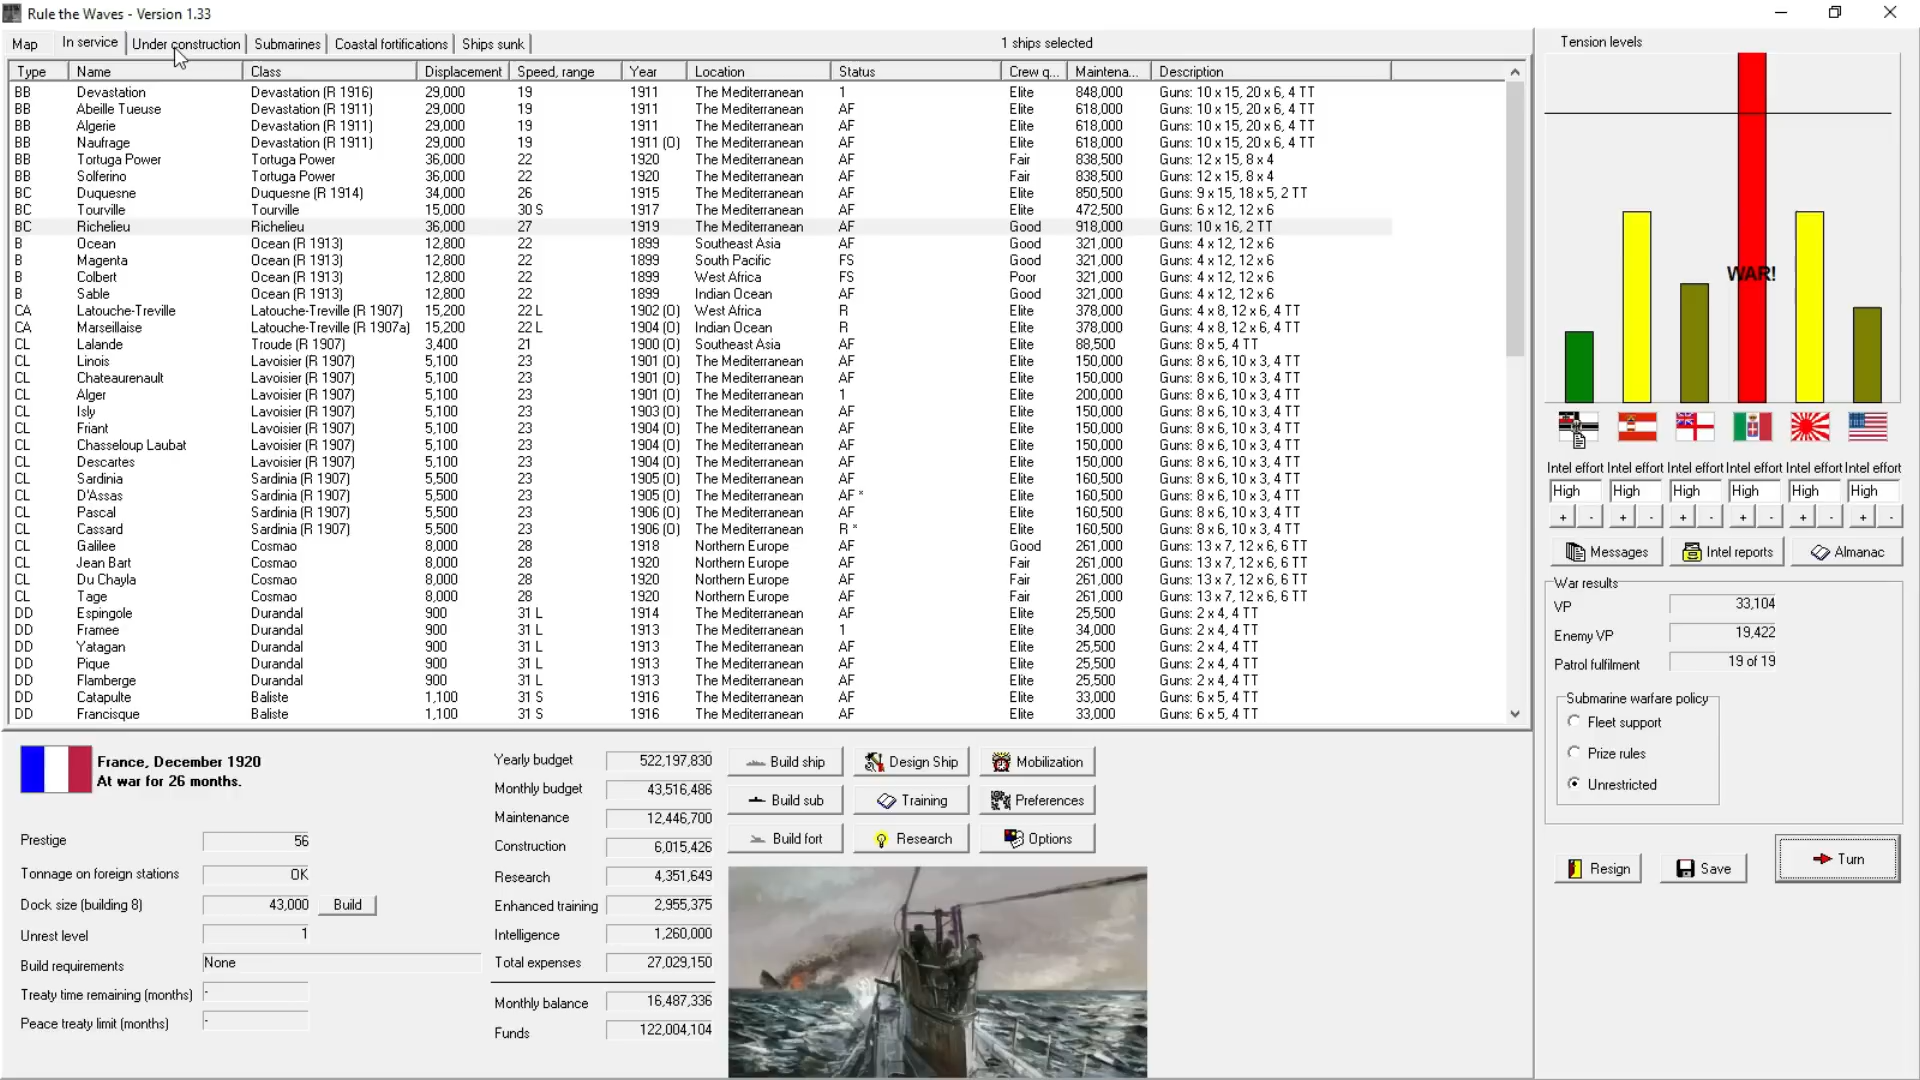 Rule the Waves - Version 1.33
Map In service Under construction Submarines Coastal fortifications Ships sunk 1 ships selected
Type Name Class Displacement Speed, range Year Location Status Crew q... Maintena... Description
BB Devastation Devastation (R 1916) 29,000 19 1911 The Mediterranean 1 Elite 848,000 Guns: 10 x 15, 20 x 6, 4 TT
BB Abeille Tueuse Devastation (R 1911) 29,000 19 1911 The Mediterranean AF Elite 618,000 Guns: 10 x 15, 20 x 6, 4 TT
BB Algerie Devastation (R 1911) 29,000 19 1911 The Mediterranean AF Elite 618,000 Guns: 10 x 15, 20 x 6, 4 TT
BB Naufrage Devastation (R 1911) 29,000 19 1911 (O) The Mediterranean AF Elite 618,000 Guns: 10 x 15, 20 x 6, 4 TT
BB Tortuga Power Tortuga Power 36,000 22 1920 The Mediterranean AF Fair 838,500 Guns: 12 x 15, 8 x 4
BB Solferino Tortuga Power 36,000 22 1920 The Mediterranean AF Fair 838,500 Guns: 12 x 15, 8 x 4
BC Duquesne Duquesne (R 1914) 34,000 26 1915 The Mediterranean AF Elite 850,500 Guns: 9 x 15, 18 x 5, 2 TT
BC Tourville Tourville 15,000 30 S 1917 The Mediterranean AF Elite 472,500 Guns: 6 x 12, 12 x 6
BC Richelieu Richelieu 36,000 27 1919 The Mediterranean AF Good 918,000 Guns: 10 x 16, 2 TT
B Ocean Ocean (R 1913) 12,800 22 1899 Southeast Asia AF Good 321,000 Guns: 4 x 12, 12 x 6
B Magenta Ocean (R 1913) 12,800 22 1899 South Pacific FS Good 321,000 Guns: 4 x 12, 12 x 6
B Colbert Ocean (R 1913) 12,800 22 1899 West Africa FS Poor 321,000 Guns: 4 x 12, 12 x 6
B Sable Ocean (R 1913) 12,800 22 1899 Indian Ocean AF Good 321,000 Guns: 4 x 12, 12 x 6
CA Latouche-Treville Latouche-Treville (R 1907) 15,200 22 L 1902 (O) West Africa R Elite 378,000 Guns: 4 x 8, 12 x 6, 4 TT
CA Marseillaise Latouche-Treville (R 1907a) 15,200 22 L 1904 (O) Indian Ocean R Elite 378,000 Guns: 4 x 8, 12 x 6, 4 TT
CL Lalande Troude (R 1907) 3,400 21 1900 (O) Southeast Asia AF Elite 88,500 Guns: 8 x 5, 4 TT
CL Linois Lavoisier (R 1907) 5,100 23 1901 (O) The Mediterranean AF Elite 150,000 Guns: 8 x 6, 10 x 3, 4 TT
CL Chateaurenault Lavoisier (R 1907) 5,100 23 1901 (O) The Mediterranean AF Elite 150,000 Guns: 8 x 6, 10 x 3, 4 TT
CL Alger Lavoisier (R 1907) 5,100 23 1901 (O) The Mediterranean 1 Elite 200,000 Guns: 8 x 6, 10 x 3, 4 TT
CL Isly Lavoisier (R 1907) 5,100 23 1903 (O) The Mediterranean AF Elite 150,000 Guns: 8 x 6, 10 x 3, 4 TT
CL Friant Lavoisier (R 1907) 5,100 23 1904 (O) The Mediterranean AF Elite 150,000 Guns: 8 x 6, 10 x 3, 4 TT
CL Chasseloup Laubat Lavoisier (R 1907) 5,100 23 1904 (O) The Mediterranean AF Elite 150,000 Guns: 8 x 6, 10 x 3, 4 TT
CL Descartes Lavoisier (R 1907) 5,100 23 1904 (O) The Mediterranean AF Elite 150,000 Guns: 8 x 6, 10 x 3, 4 TT
CL Sardinia Sardinia (R 1907) 5,500 23 1905 (O) The Mediterranean AF Elite 160,500 Guns: 8 x 6, 10 x 3, 4 TT
CL D'Assas Sardinia (R 1907) 5,500 23 1905 (O) The Mediterranean AF * Elite 160,500 Guns: 8 x 6, 10 x 3, 4 TT
CL Pascal Sardinia (R 1907) 5,500 23 1906 (O) The Mediterranean AF Elite 160,500 Guns: 8 x 6, 10 x 3, 4 TT
CL Cassard Sardinia (R 1907) 5,500 23 1906 (O) The Mediterranean R * Elite 160,500 Guns: 8 x 6, 10 x 3, 4 TT
CL Galilee Cosmao 8,000 28 1918 Northern Europe AF Good 261,000 Guns: 13 x 7, 12 x 6, 6 TT
CL Jean Bart Cosmao 8,000 28 1920 Northern Europe AF Fair 261,000 Guns: 13 x 7, 12 x 6, 6 TT
CL Du Chayla Cosmao 8,000 28 1920 Northern Europe AF Fair 261,000 Guns: 13 x 7, 12 x 6, 6 TT
CL Tage Cosmao 8,000 28 1920 Northern Europe AF Fair 261,000 Guns: 13 x 7, 12 x 6, 6 TT
DD Espingole Durandal 900 31 L 1914 The Mediterranean AF Elite 25,500 Guns: 2 x 4, 4 TT
DD Framee Durandal 900 31 L 1913 The Mediterranean 1 Elite 34,000 Guns: 2 x 4, 4 TT
DD Yatagan Durandal 900 31 L 1913 The Mediterranean AF Elite 25,500 Guns: 2 x 4, 4 TT
DD Pique Durandal 900 31 L 1913 The Mediterranean AF Elite 25,500 Guns: 2 x 4, 4 TT
DD Flamberge Durandal 900 31 L 1913 The Mediterranean AF Elite 25,500 Guns: 2 x 4, 4 TT
DD Catapulte Baliste 1,100 31 S 1916 The Mediterranean AF Elite 33,000 Guns: 6 x 5, 4 TT
DD Francisque Baliste 1,100 31 S 1916 The Mediterranean AF Elite 33,000 Guns: 6 x 5, 4 TT
France, December 1920
At war for 26 months.
Prestige 56
Tonnage on foreign stations OK
Dock size (building 8) 43,000 Build
Unrest level 1
Build requirements None
Treaty time remaining (months) -
Peace treaty limit (months) -
Yearly budget 522,197,830
Monthly budget 43,516,486
Maintenance 12,446,700
Construction 6,015,426
Research 4,351,649
Enhanced training 2,955,375
Intelligence 1,260,000
Total expenses 27,029,150
Monthly balance 16,487,336
Funds 122,004,104
Build ship Design Ship Mobilization
Build sub Training Preferences
Build fort Research Options
Tension levels
WAR!
Intel effort Intel effort Intel effort Intel effort Intel effort Intel effort
High High High High High High
+ - + - + - + - + - + -
Messages Intel reports Almanac
War results
VP 33,104
Enemy VP 19,422
Patrol fulfilment 19 of 19
Submarine warfare policy
Fleet support
Prize rules
Unrestricted
Resign Save Turn